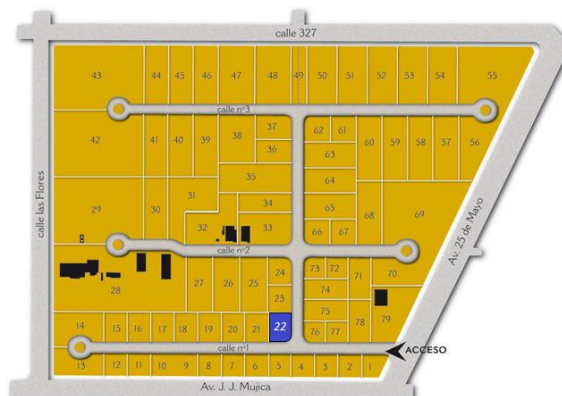 calle 327
43 44 45 46 47 48 49 50 51 52 53 54 55
calle nº3
42 41 40 39 38 37 62 61 60 59 58 57 56
36 63
35 64
31 34 65 68 69
29 30 32 33 66 67
calle las Flores
Av. 25 de Mayo
calle nº2
28 27 26 25 24 73 72 71 70
23 74
75 79
14 15 16 17 18 19 20 21 22 76 77 78
calle nº1
ACCESO
13 12 11 10 9 8 7 6 5 4 3 2 1
Av. J. J. Mujica